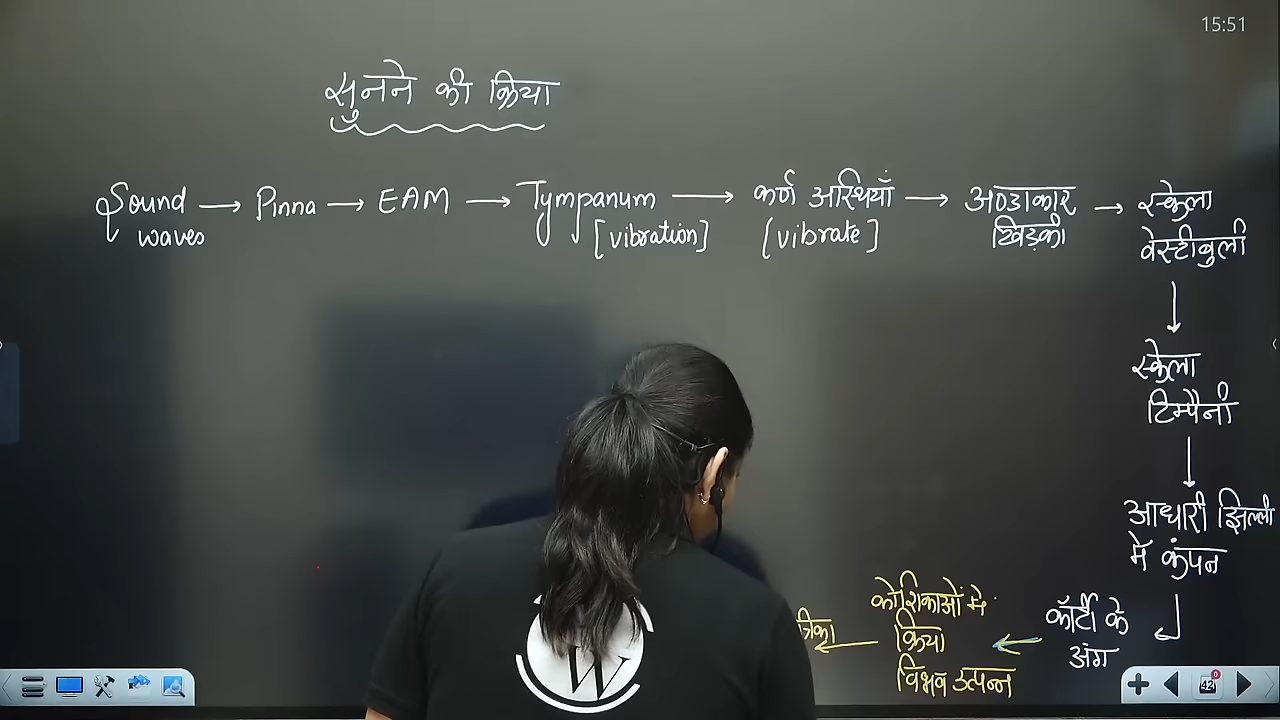 15:51
सुनने की क्रिया
Sound → Pinna → EAM → Tympanum → कर्ण अस्थियाँ → अण्डाकार → स्केला
waves [vibration] [vibrate] खिड़की वेस्टीबुली
↓
स्केला
टिम्पैनी
↓
आधारी झिल्ली
में कंपन
↓
कॉर्टी के
अंग
←
कोशिकाओं में
क्रिया
विभव उत्पन्न
←
W
42
0